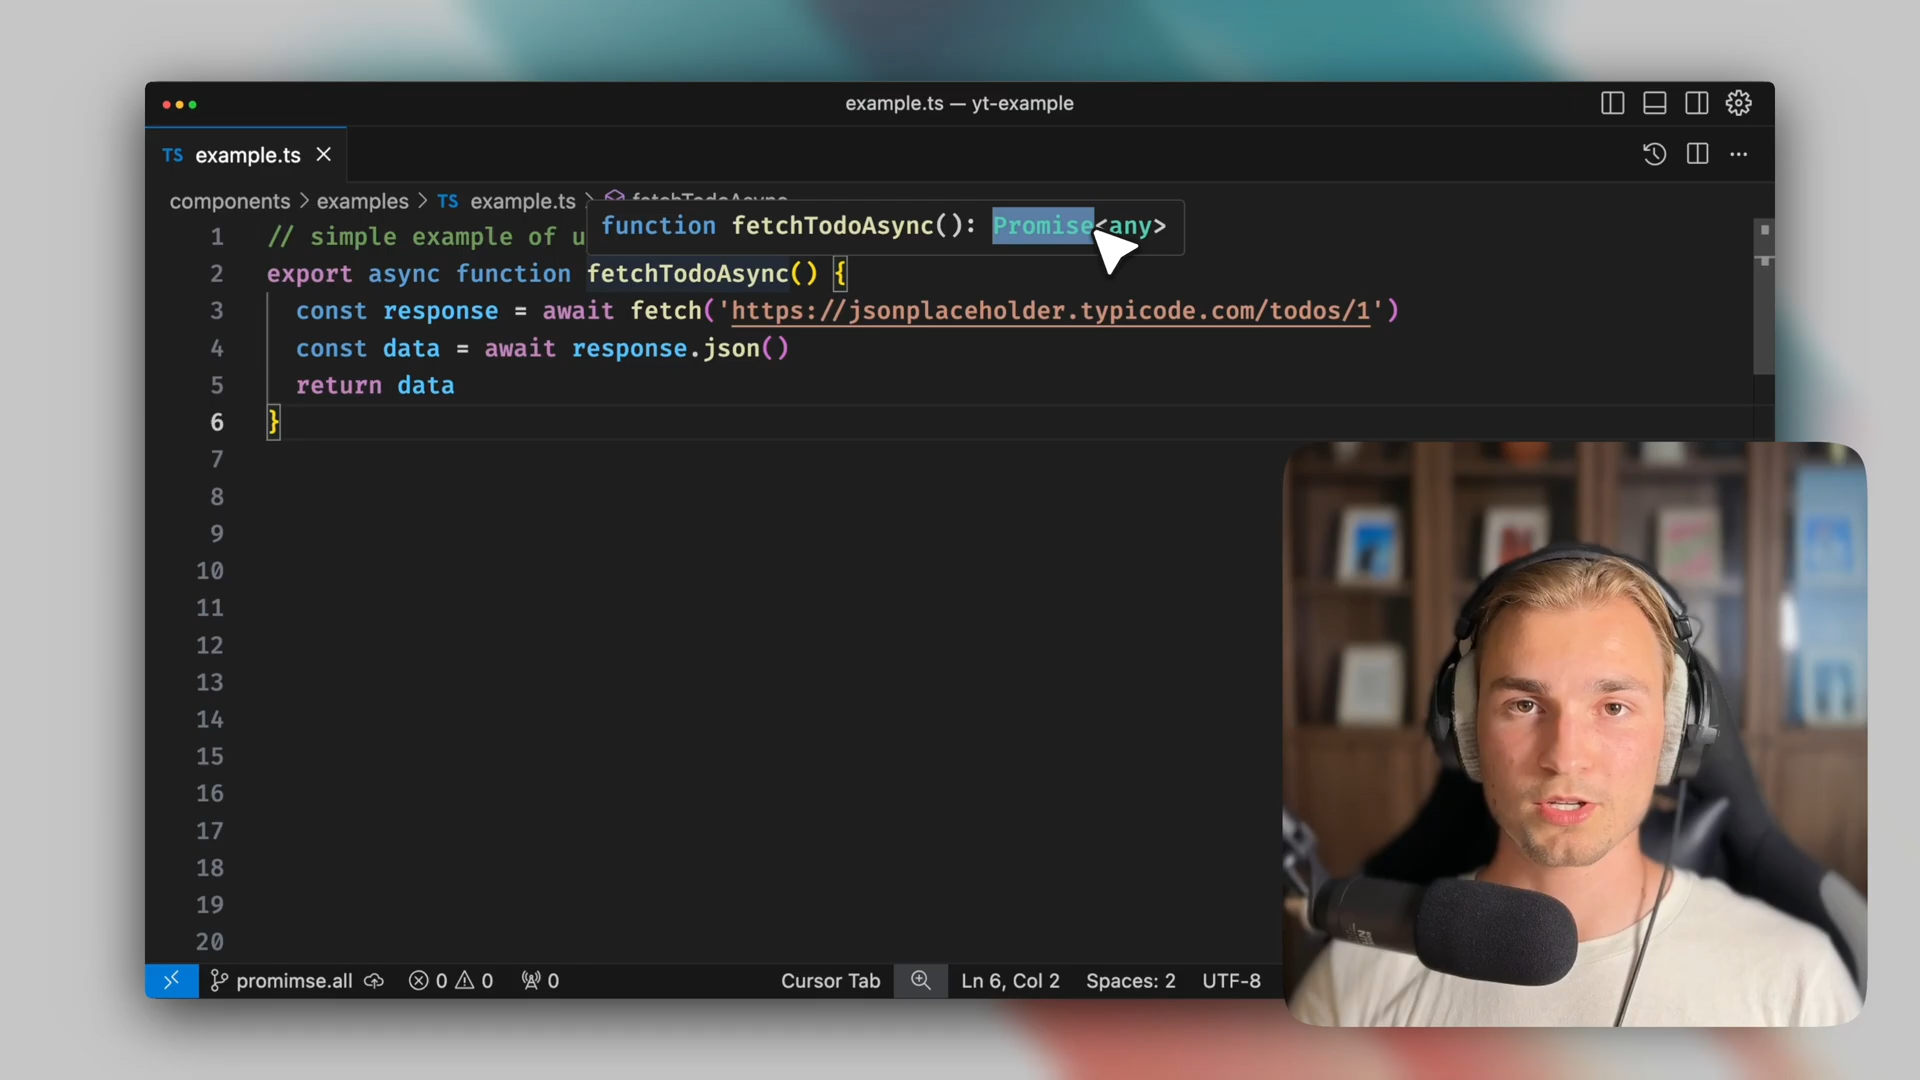 example.ts — yt-example
TS example.ts
components > examples > TS example.ts > fetchTodoAsync
function fetchTodoAsync(): Promise<any>
1 // simple example of u
2 export async function fetchTodoAsync() {
3 const response = await fetch('https://jsonplaceholder.typicode.com/todos/1')
4 const data = await response.json()
5 return data
6 }
7
8
9
10
11
12
13
14
15
16
17
18
19
20
promimse.all 0 0 0 Cursor Tab Ln 6, Col 2 Spaces: 2 UTF-8